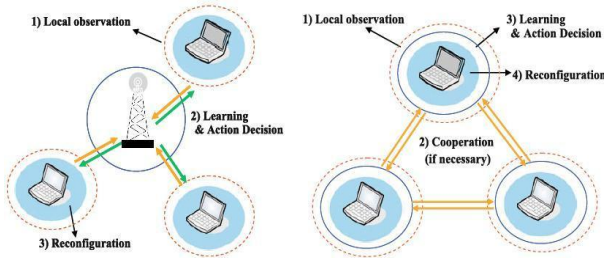 1) Local observation
2) Learning
& Action Decision
3) Reconfiguration
1) Local observation
3) Learning
& Action Decision
4) Reconfiguration
2) Cooperation
(if necessary)